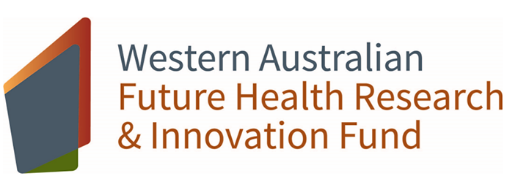 Western Australian
Future Health Research
& Innovation Fund